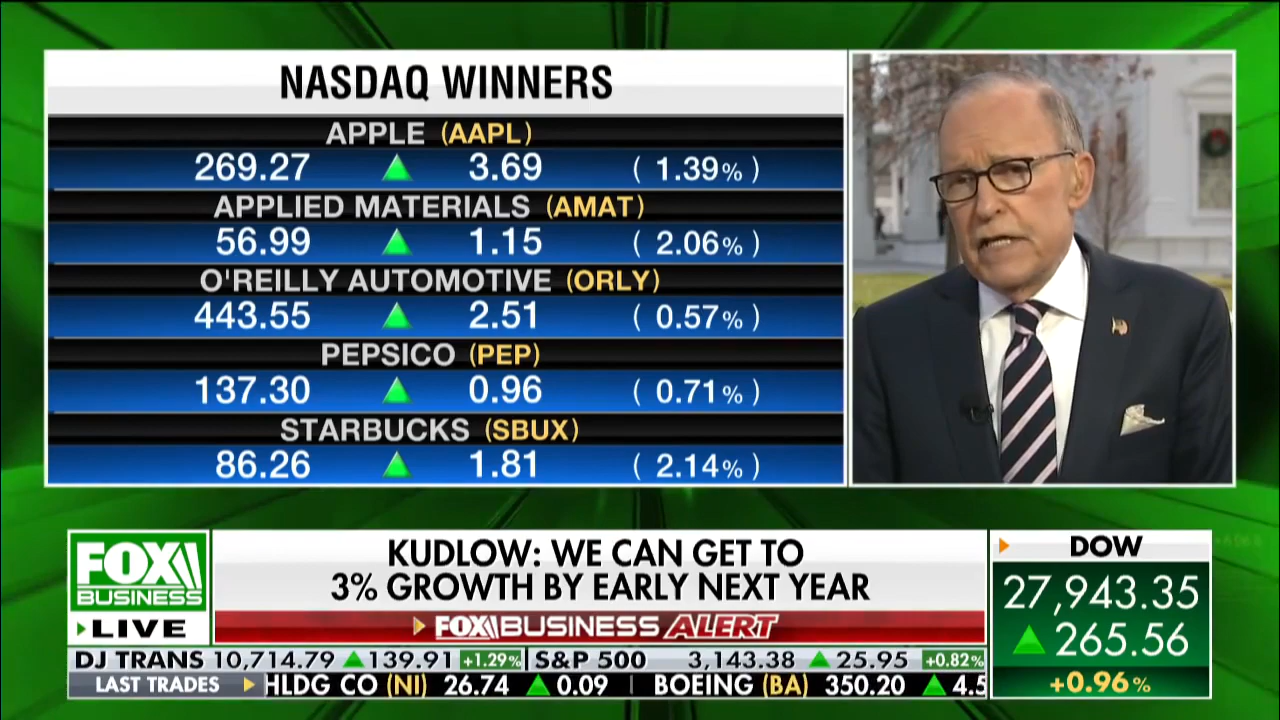 NASDAQ WINNERS
APPLE (AAPL)
269.27 ▲ 3.69 (1.39%)
APPLIED MATERIALS (AMAT)
56.99 ▲ 1.15 (2.06%)
O'REILLY AUTOMOTIVE (ORLY)
443.55 ▲ 2.51 (0.57%)
PEPSICO (PEP)
137.30 ▲ 0.96 (0.71%)
STARBUCKS (SBUX)
86.26 ▲ 1.81 (2.14%)
FOX
BUSINESS
LIVE
KUDLOW: WE CAN GET TO
3% GROWTH BY EARLY NEXT YEAR
FOX BUSINESS ALERT
DOW
27,943.35
▲ 265.56
+0.96%
DJ TRANS 10,714.79 ▲ 139.91 +1.29% S&P 500 3,143.38 ▲ 25.95 +0.82%
LAST TRADES HLDG CO (NI) 26.74 ▲ 0.09 | BOEING (BA) 350.20 ▲ 4.5